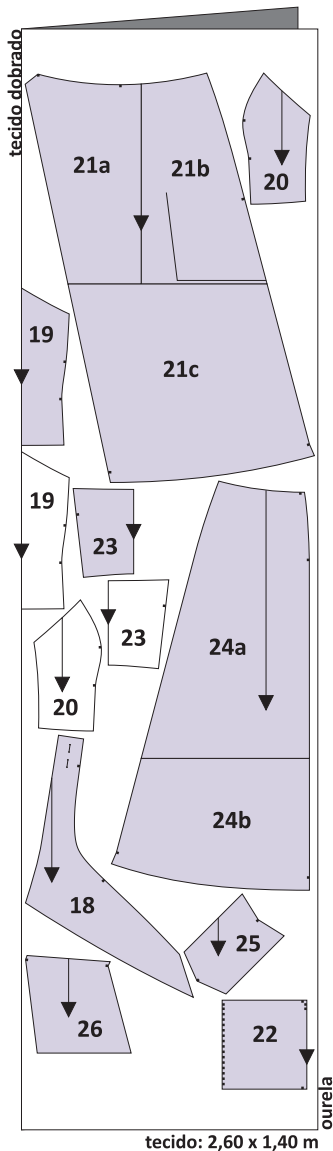 tecido dobrado
21a
21b
20
19
21c
19
23
24a
23
20
24b
18
25
26
22
ourela
tecido: 2,60 x 1,40 m